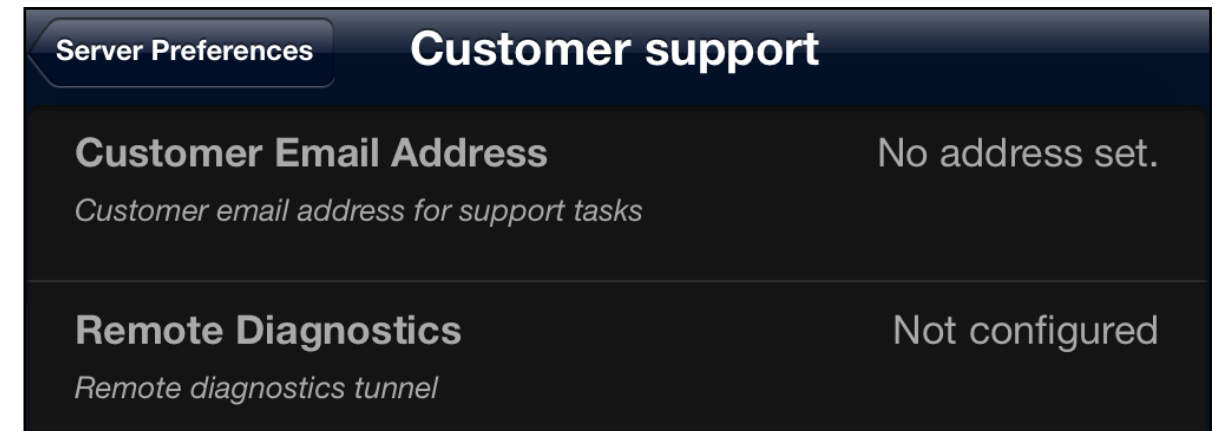 Server Preferences
Customer support
Customer Email Address
No address set.
Customer email address for support tasks
Remote Diagnostics
Not configured
Remote diagnostics tunnel